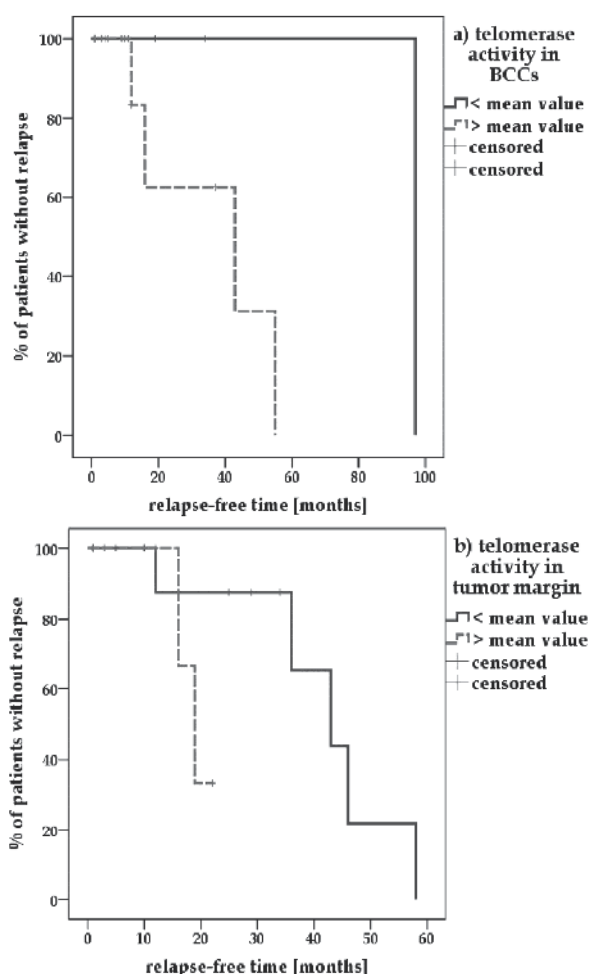 a) telomerase
activity in
BCCs
< mean value
> mean value
censored
censored
% of patients without relapse
100
80
60
40
20
0
0 20 40 60 80 100
relapse-free time [months]
b) telomerase
activity in
tumor margin
< mean value
> mean value
censored
censored
% of patients without relapse
100
80
60
40
20
0
0 10 20 30 40 50 60
relapse-free time [months]